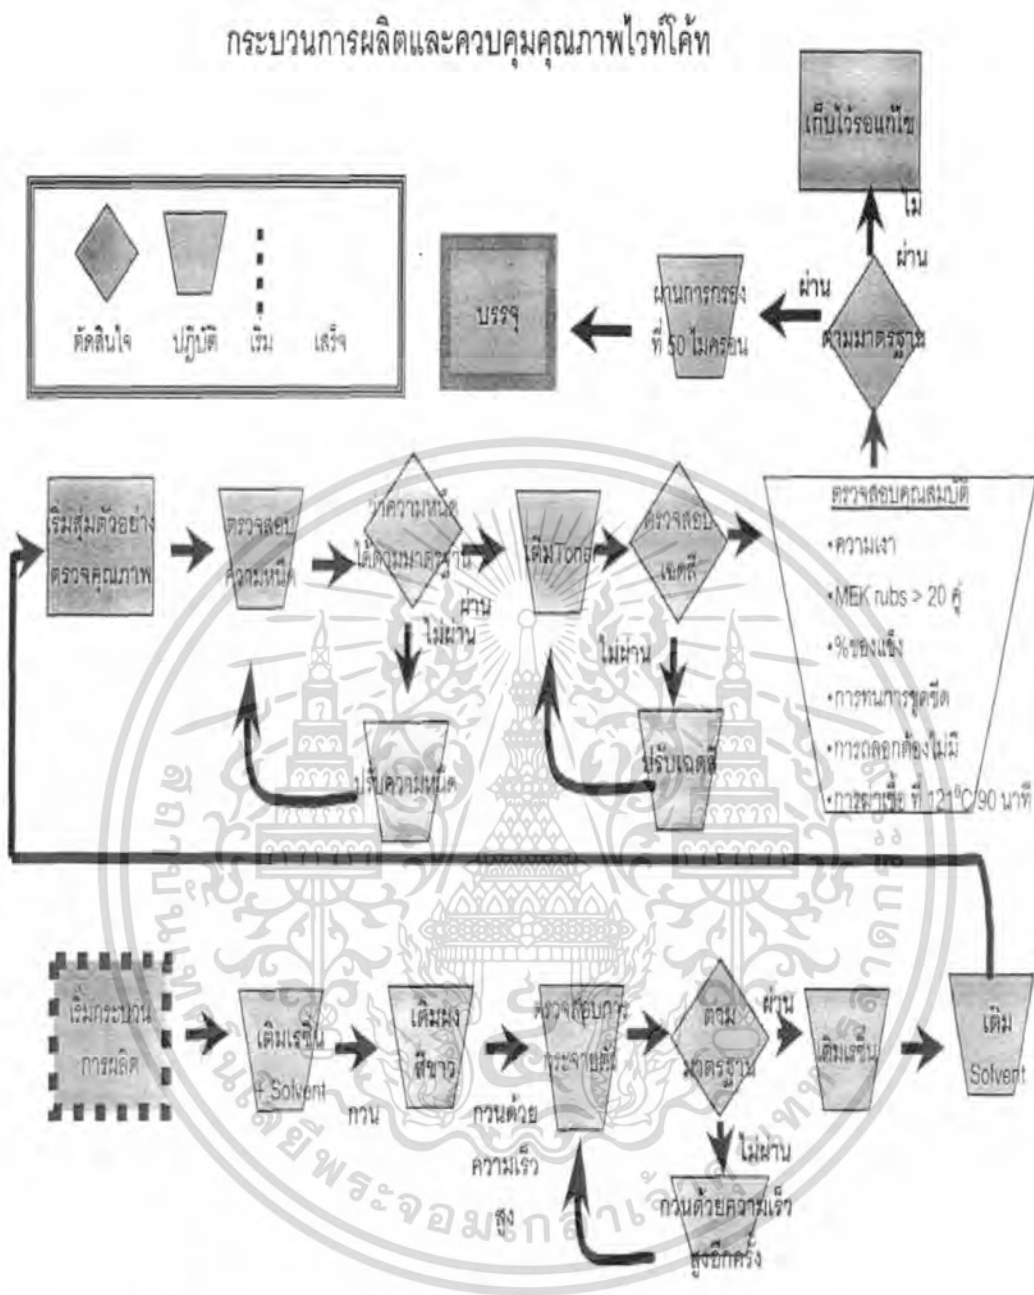 กระบวนการผลิตและควบคุมคุณภาพไวท์โค้ท
เก็บไว้รอแก้ไข
ไม่
ผ่าน
ตัดสินใจ
ปฏิบัติ
เริ่ม
เสร็จ
บรรจุ
ผ่านการกรอง
ที่ 50 ไมครอน
ผ่าน
ตามมาตรฐาน
เริ่มสุ่มตัวอย่าง
ตรวจคุณภาพ
ตรวจสอบ
ความหนืด
ว่าความหนืด
ได้ตามมาตรฐาน
ผ่าน
ไม่ผ่าน
ปรับความหนืด
เติมToner
ตรวจสอบ
เฉดสี
ไม่ผ่าน
ปรับเฉดสี
ตรวจสอบคุณสมบัติ
•ความเงา
•MEK rubs > 20 คู่
•%ของแข็ง
•การทนการขูดขีด
•การถลอกต้องไม่มี
•การฆ่าเชื้อ ที่ 121°C/90 นาที
เริ่มกระบวน
การผลิต
เติมเรซิ่น
+ Solvent
กวน
เติมผง
สีขาว
กวนด้วย
ความเร็ว
สูง
ตรวจสอบการ
กระจายตัว
ตาม
มาตรฐาน
ผ่าน
ไม่ผ่าน
กวนด้วยความเร็ว
สูงอีกครั้ง
เติมเรซิ่น
เติม
Solvent